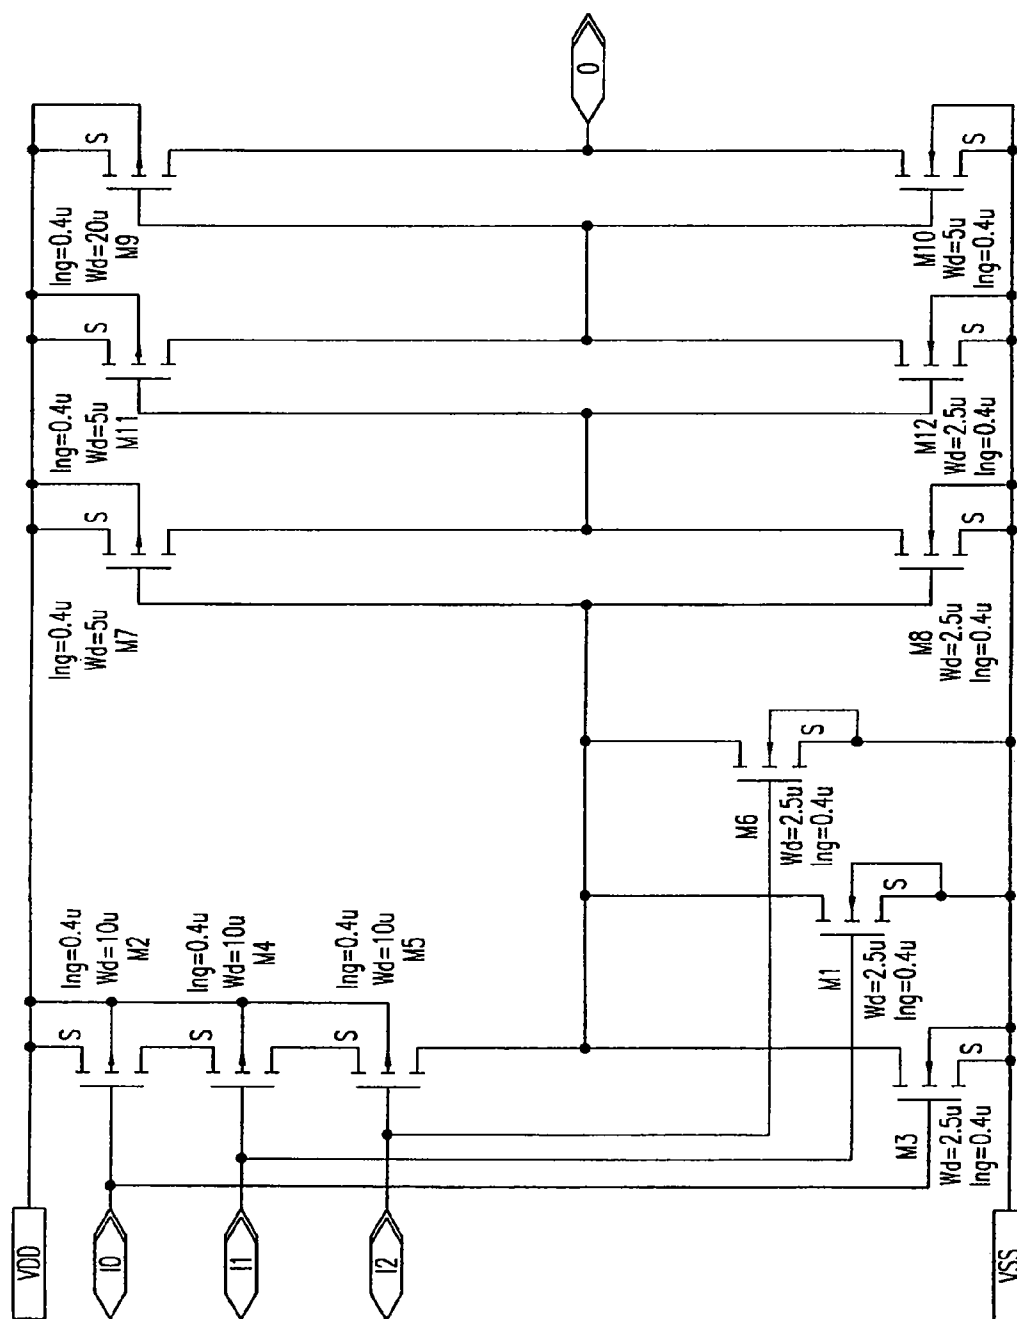 VDD
lng=0.4u
Wd=10u
M2
S
lng=0.4u
Wd=5u
M7
S
lng=0.4u
Wd=5u
M11
S
lng=0.4u
Wd=20u
M9
S
I0
I1
lng=0.4u
Wd=10u
M4
S
I2
lng=0.4u
Wd=10u
M5
S
O
M6
Wd=2.5u
lng=0.4u
S
M1
Wd=2.5u
lng=0.4u
S
M3
Wd=2.5u
lng=0.4u
S
M8
Wd=2.5u
lng=0.4u
S
M12
Wd=2.5u
lng=0.4u
S
M10
Wd=5u
lng=0.4u
S
VSS